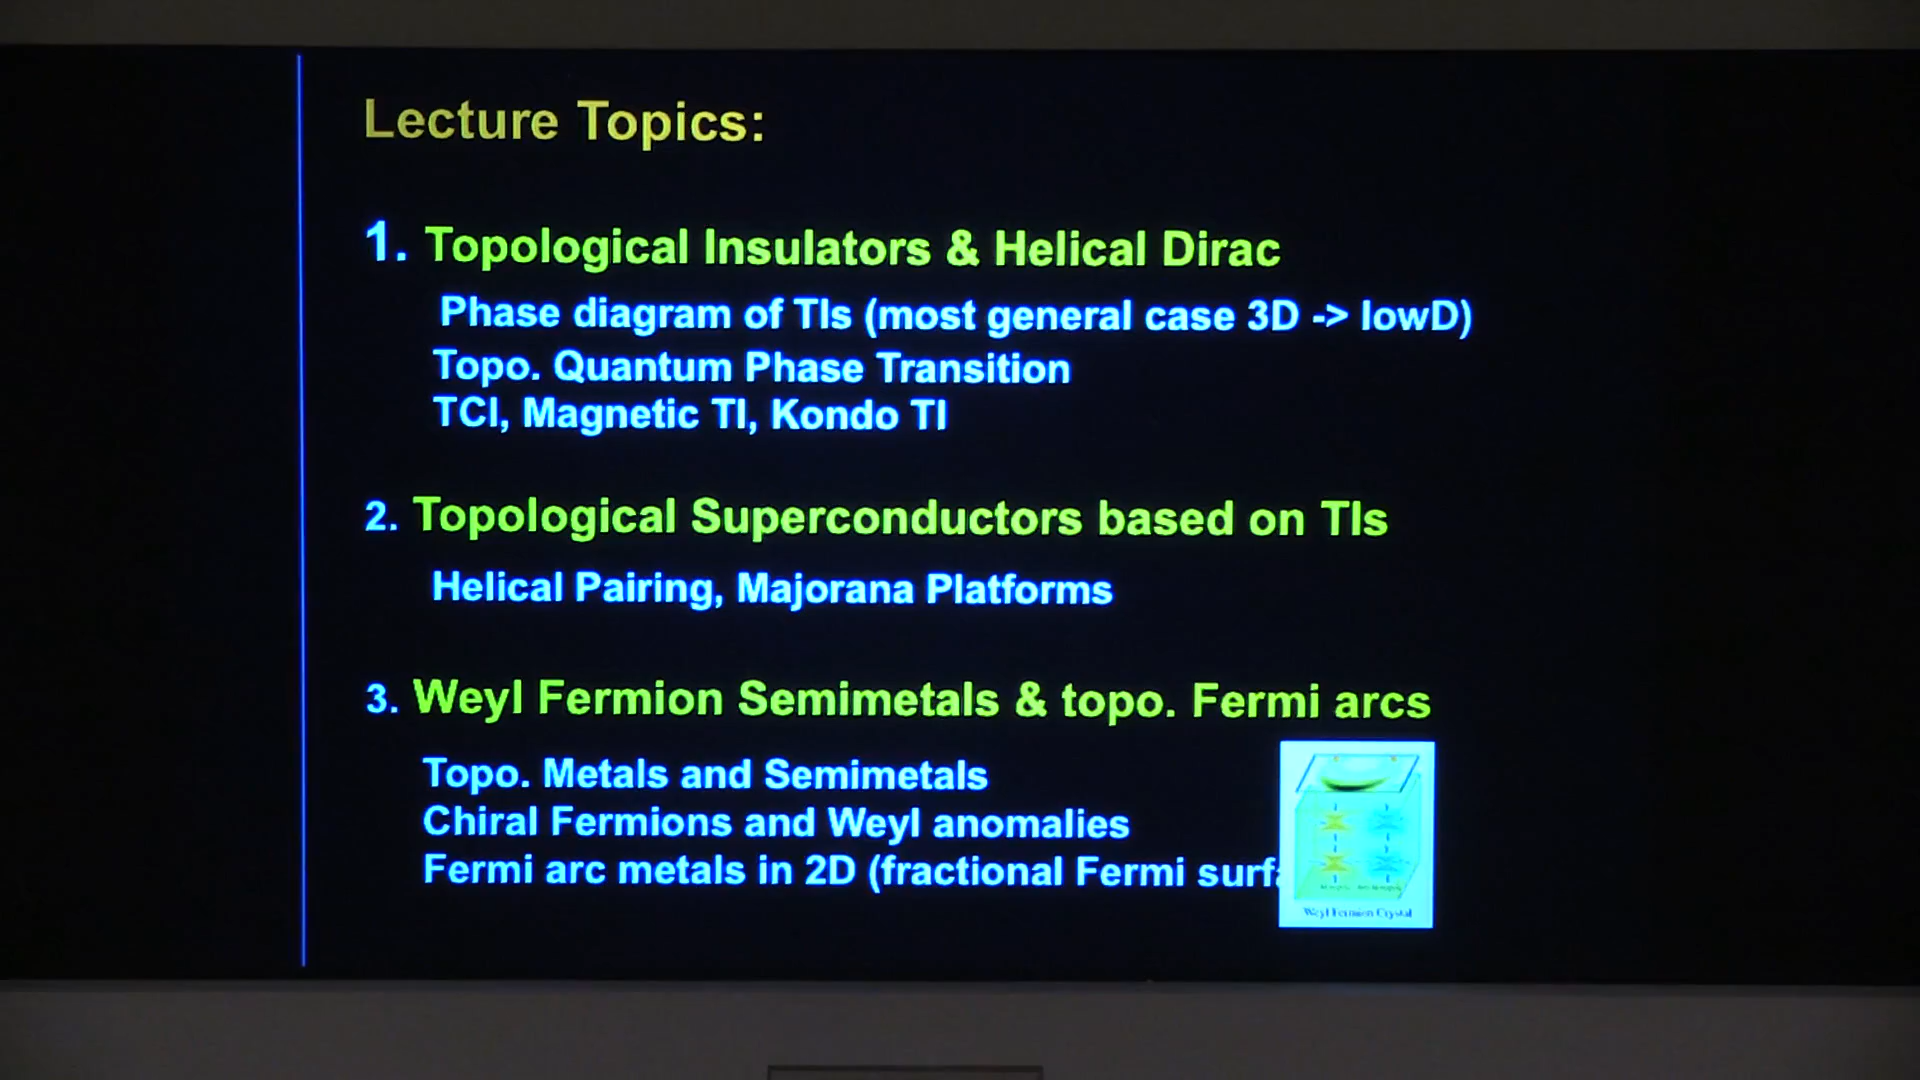 Lecture Topics:
1. Topological Insulators & Helical Dirac
Phase diagram of TIs (most general case 3D -> lowD)
Topo. Quantum Phase Transition
TCI, Magnetic TI, Kondo TI
2. Topological Superconductors based on TIs
Helical Pairing, Majorana Platforms
3. Weyl Fermion Semimetals & topo. Fermi arcs
Topo. Metals and Semimetals
Chiral Fermions and Weyl anomalies
Fermi arc metals in 2D (fractional Fermi surfa
Weyl Fermion Crystal